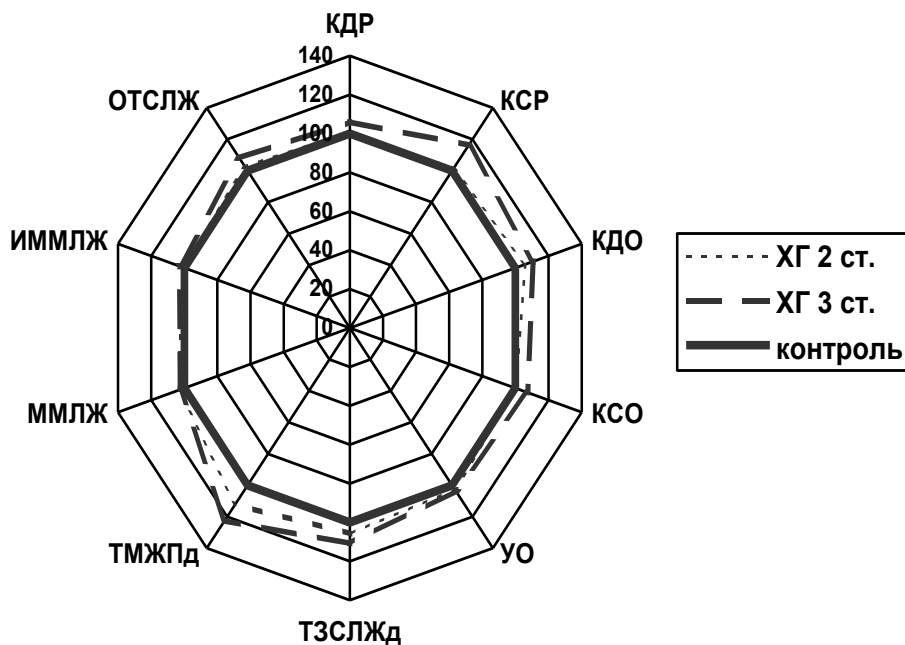 КДР
140
120
100
80
60
40
20
0
КСР
КДО
КСО
УО
ТЗСЛЖд
ТМЖПд
ММЛЖ
ИММЛЖ
ОТСЛЖ
ХГ 2 ст.
ХГ 3 ст.
контроль